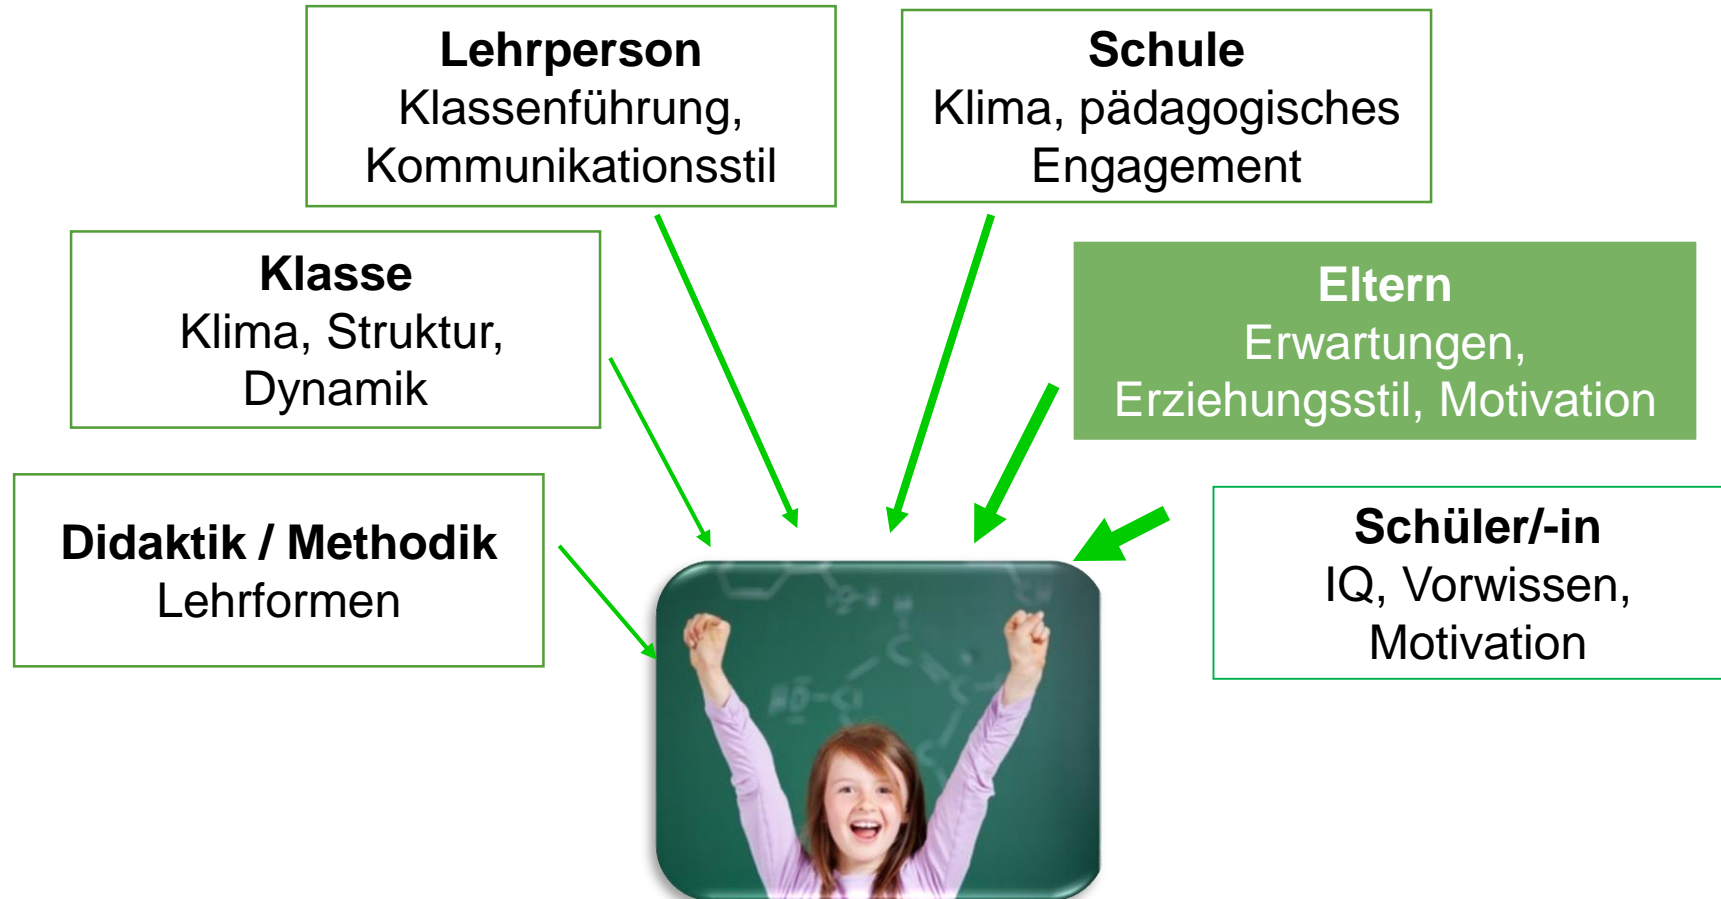 Lehrperson
Klassenführung,
Kommunikationsstil
Schule
Klima, pädagogisches
Engagement
Klasse
Klima, Struktur,
Dynamik
Eltern
Erwartungen,
Erziehungsstil, Motivation
Didaktik / Methodik
Lehrformen
Schüler/-in
IQ, Vorwissen,
Motivation